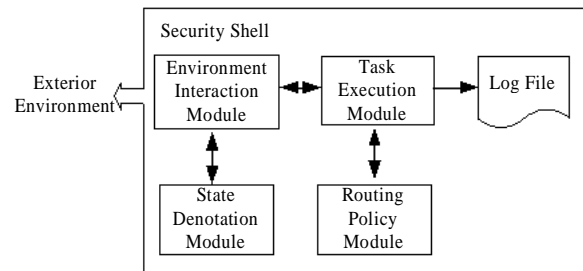 Security Shell
Exterior
Environment
Environment
Interaction
Module
Task
Execution
Module
Log File
State
Denotation
Module
Routing
Policy
Module